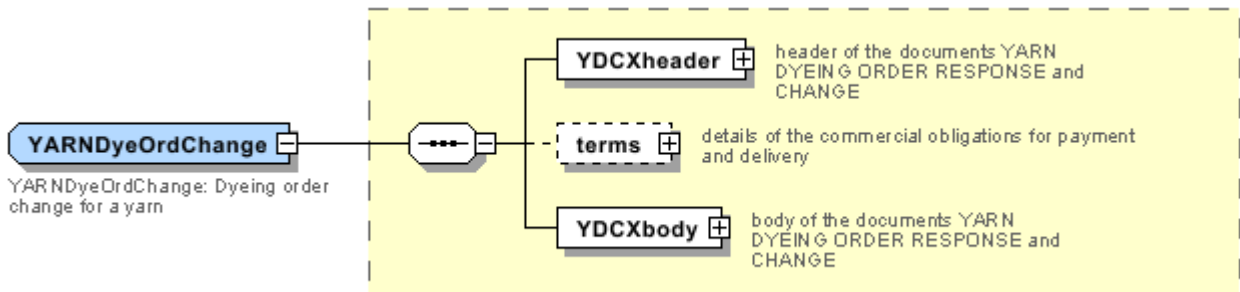 YDCXheader
header of the documents YARN
DYEING ORDER RESPONSE and
CHANGE
YARNDyeOrdChange
terms
details of the commercial obligations for payment
and delivery
YARNDyeOrdChange: Dyeing order
change for a yarn
YDCXbody
body of the documents YARN
DYEING ORDER RESPONSE and
CHANGE